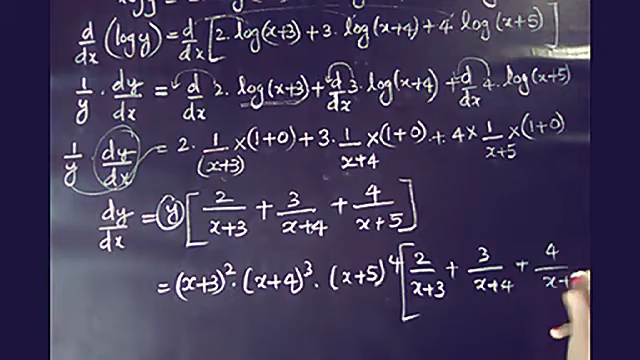 d/dx (log y) = d/dx [2. log(x+3) + 3. log(x+4) + 4. log(x+5)]
1/y . dy/dx = d/dx 2. log(x+3) + d/dx 3. log(x+4) + d/dx 4. log(x+5)
1/y dy/dx = 2. 1/(x+3) × (1+0) + 3. 1/x+4 × (1+0) + 4 × 1/x+5 × (1+0)
dy/dx = y [2/x+3 + 3/x+4 + 4/x+5]
= (x+3)². (x+4)³. (x+5)⁴ [2/x+3 + 3/x+4 + 4/x+